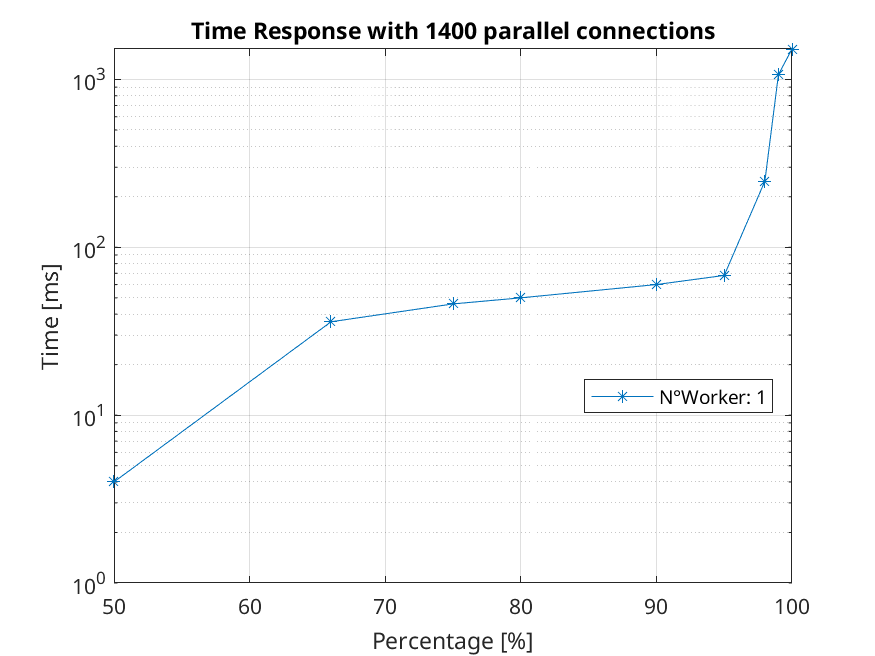 Time Response with 1400 parallel connections
10³
10²
10¹
10⁰
Time [ms]
N°Worker: 1
50 60 70 80 90 100
Percentage [%]